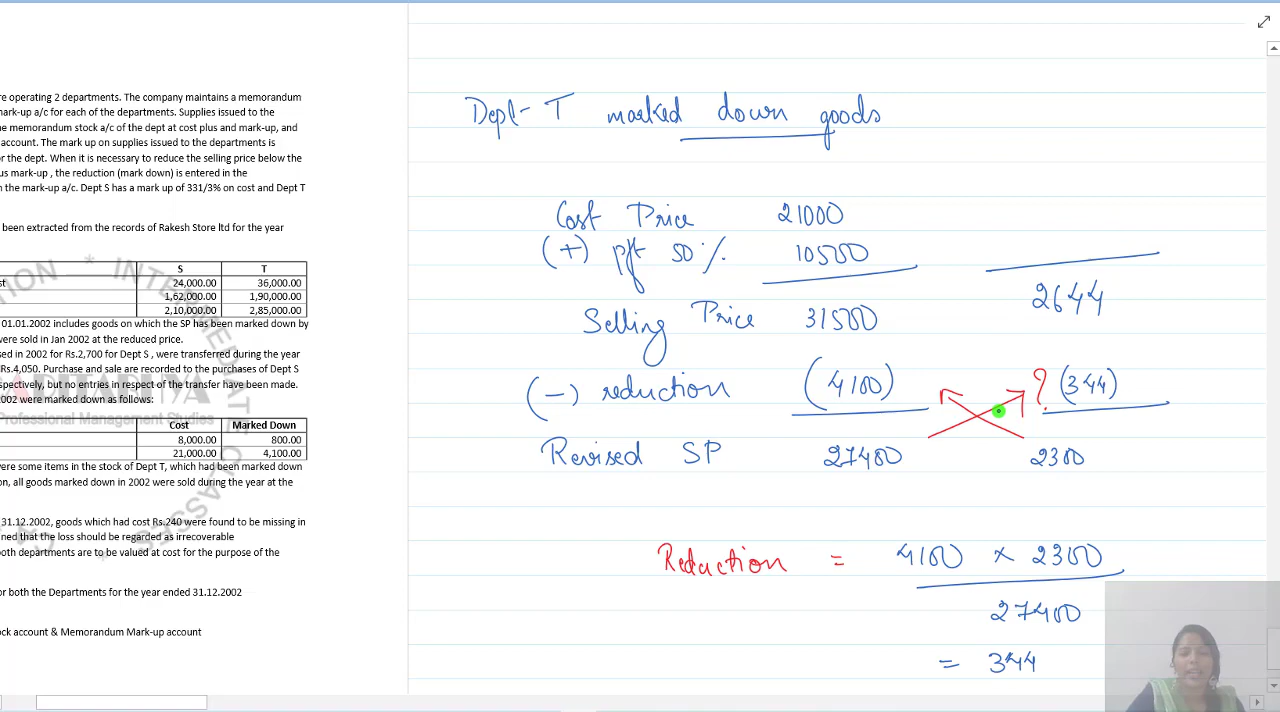 re operating 2 departments. The company maintains a memorandum
mark-up a/c for each of the departments. Supplies issued to the
e memorandum stock a/c of the dept at cost plus and mark-up, and
account. The mark up on supplies issued to the departments is
or the dept. When it is necessary to reduce the selling price below the
us mark-up , the reduction (mark down) is entered in the
n the mark-up a/c. Dept S has a mark up of 331/3% on cost and Dept T
been extracted from the records of Rakesh Store ltd for the year
S T
st 24,000.00 36,000.00
1,62,000.00 1,90,000.00
2,10,000.00 2,85,000.00
01.01.2002 includes goods on which the SP has been marked down by
were sold in Jan 2002 at the reduced price.
sed in 2002 for Rs.2,700 for Dept S , were transferred during the year
Rs.4,050. Purchase and sale are recorded to the purchases of Dept S
spectively, but no entries in respect of the transfer have been made.
2002 were marked down as follows:
Professional Management Studies
Cost Marked Down
8,000.00 800.00
21,000.00 4,100.00
were some items in the stock of Dept T, which had been marked down
on, all goods marked down in 2002 were sold during the year at the
31.12.2002, goods which had cost Rs.240 were found to be missing in
ned that the loss should be regarded as irrecoverable
both departments are to be valued at cost for the purpose of the
or both the Departments for the year ended 31.12.2002
ock account & Memorandum Mark-up account
Dept- T marked down goods
Cost Price 21000
(+) pft 50% 10500
2644
Selling Price 31500
(-) reduction (4100) ? (344)
Revised SP 27400 2300
Reduction = 4100 × 2300
27400
= 344